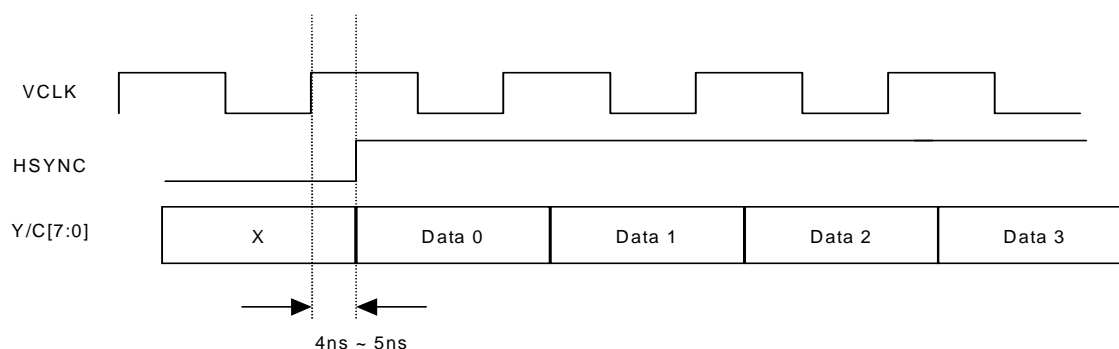 VCLK
HSYNC
Y/C[7:0]
X
Data 0
Data 1
Data 2
Data 3
4ns ~ 5ns